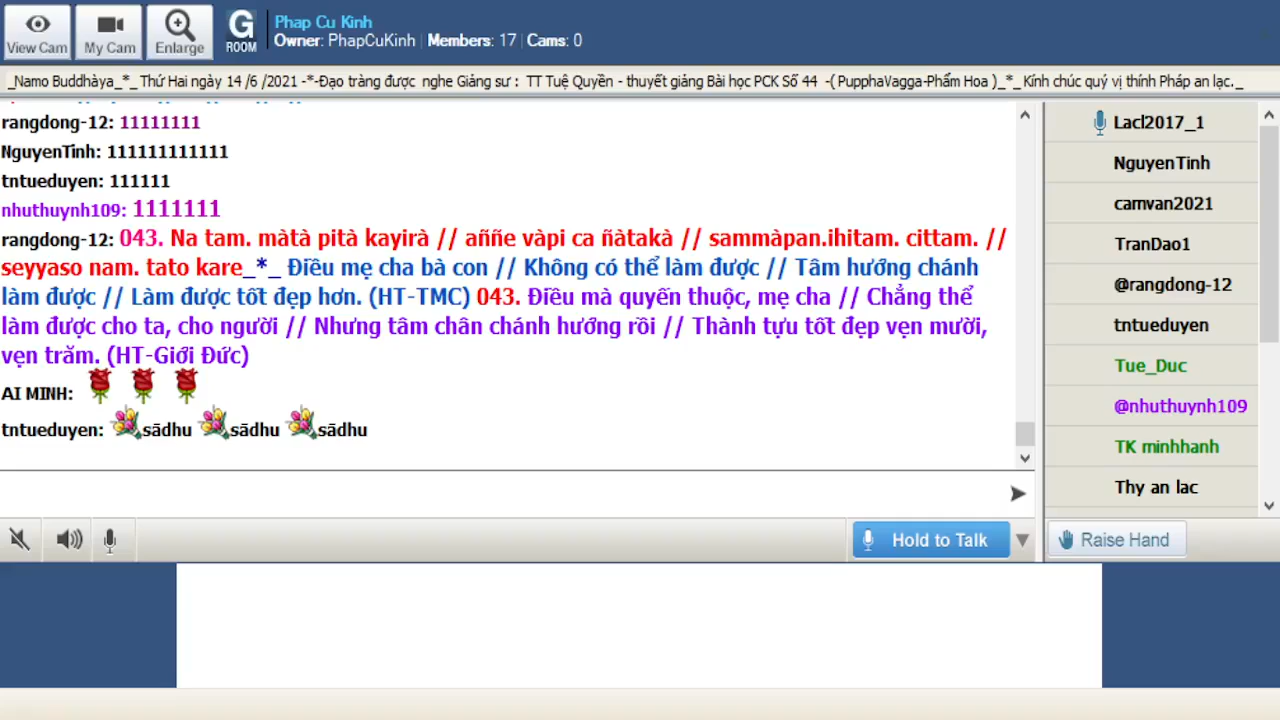 View Cam
My Cam
Enlarge
G
ROOM
Phap Cu Kinh
Owner: PhapCuKinh | Members: 17 | Cams: 0
_Namo Buddhàya_*_ Thứ Hai ngày 14 /6 /2021 -*-Đạo tràng được nghe Giảng sư : TT Tuệ Quyền - thuyết giảng Bài học PCK Số 44 -( PupphaVagga-Phẩm Hoa )_*_ Kính chúc quý vị thính Pháp an lạc._
rangdong-12: 11111111
NguyenTinh: 111111111111
tntueduyen: 111111
nhuthuynh109: 1111111
rangdong-12: 043. Na tam. màtà pità kayirà // aññe vàpi ca ñàtakà // sammàpan.ihitam. cittam. //
seyyaso nam. tato kare_*_ Điều mẹ cha bà con // Không có thể làm được // Tâm hướng chánh
làm được // Làm được tốt đẹp hơn. (HT-TMC) 043. Điều mà quyến thuộc, mẹ cha // Chẳng thể
làm được cho ta, cho người // Nhưng tâm chân chánh hướng rồi // Thành tựu tốt đẹp vẹn mười,
vẹn trăm. (HT-Giới Đức)
AI MINH:
tntueduyen: sādhu sādhu sādhu
Lacl2017_1
NguyenTinh
camvan2021
TranDao1
@rangdong-12
tntueduyen
Tue_Duc
@nhuthuynh109
TK minhhanh
Thy an lac
Hold to Talk
Raise Hand